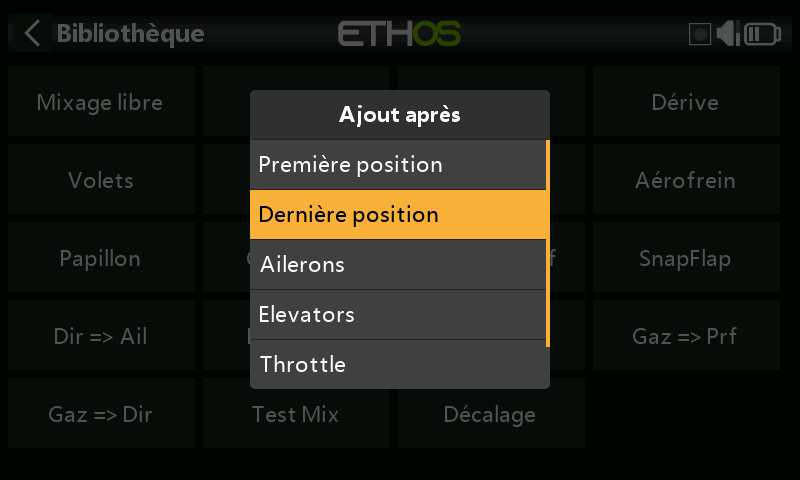 Bibliothèque
ETHOS
Mixage libre
Dérive
Volets
Aérofrein
Papillon
SnapFlap
Dir => Ail
Gaz => Prf
Gaz => Dir
Test Mix
Décalage
Ajout après
Première position
Dernière position
Ailerons
Elevators
Throttle